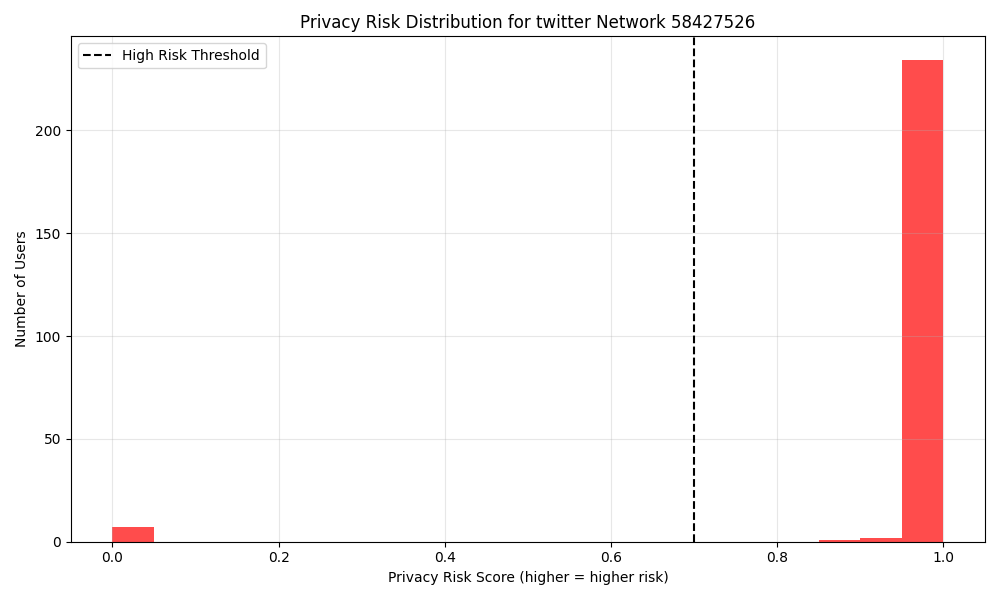 Privacy Risk Distribution for twitter Network 58427526
High Risk Threshold
Number of Users
200
150
100
50
0
0.0 0.2 0.4 0.6 0.8 1.0
Privacy Risk Score (higher = higher risk)